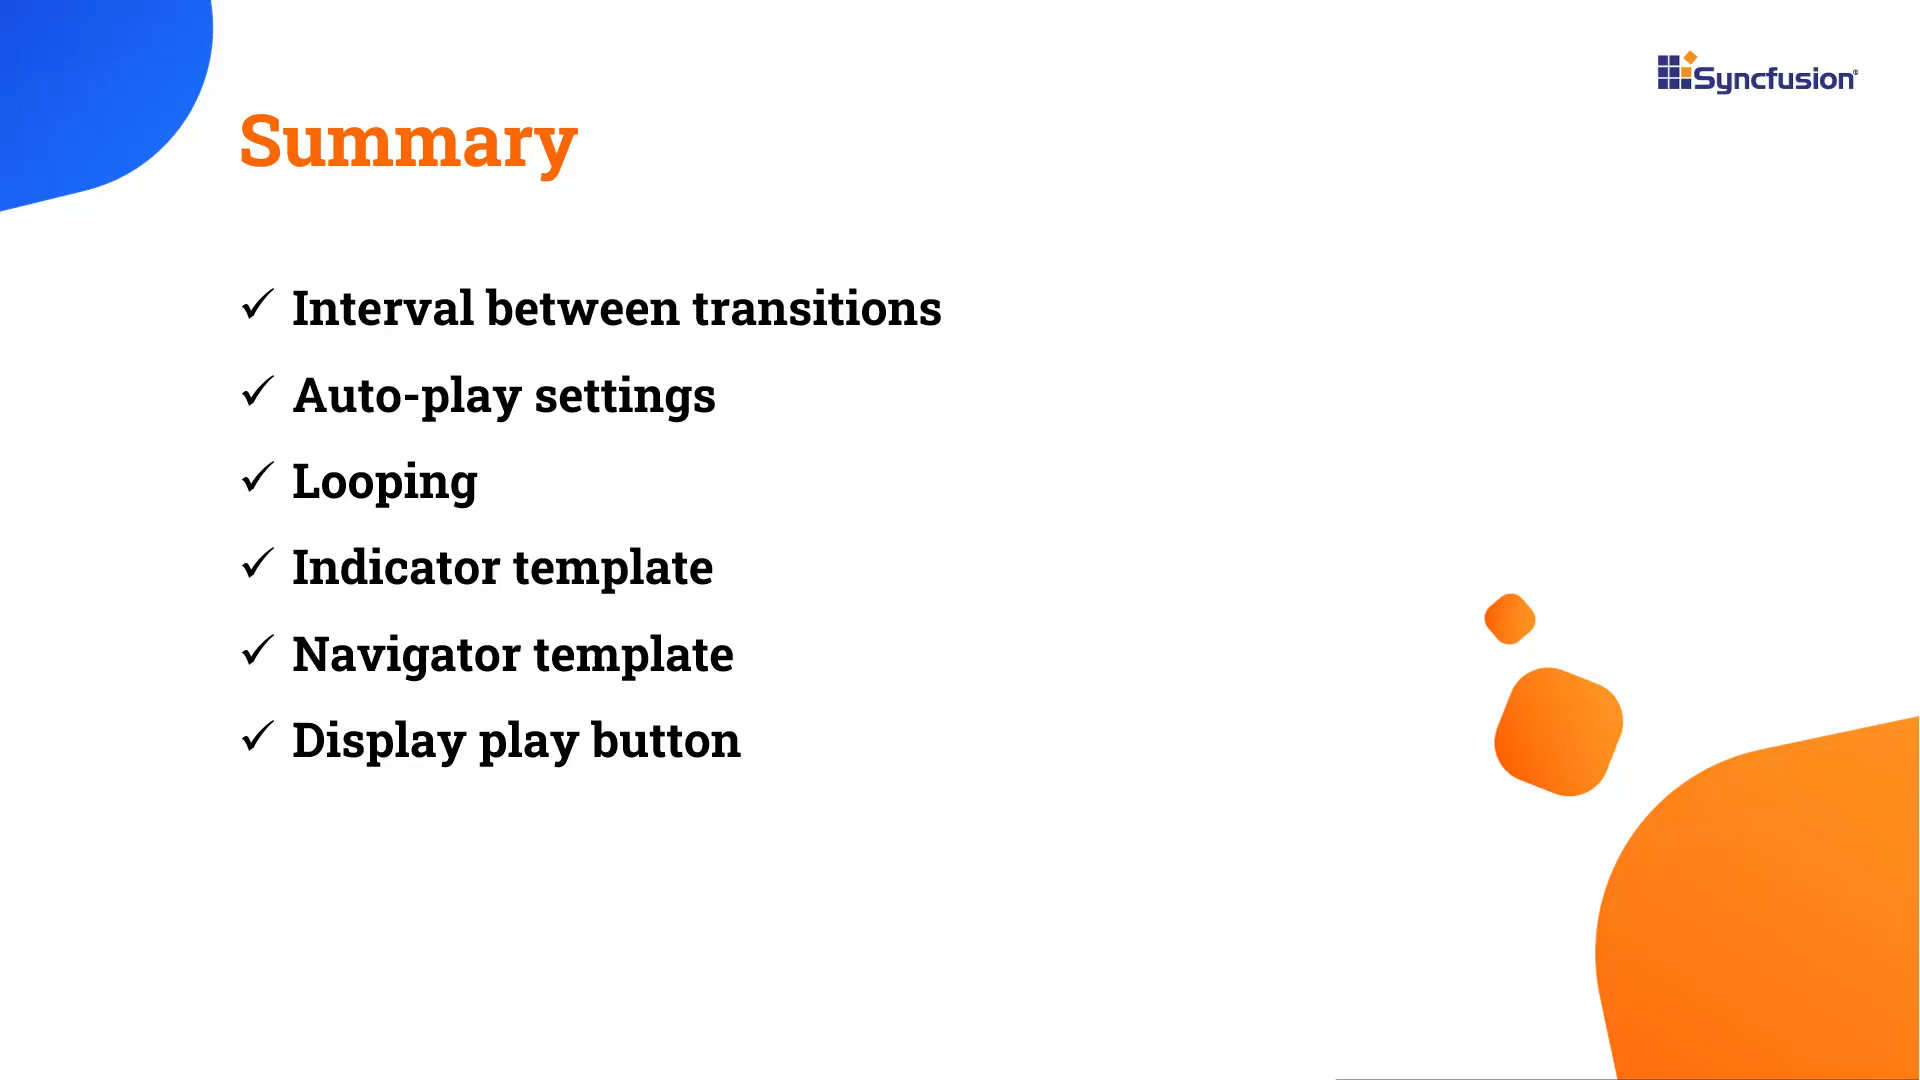 Syncfusion®
Summary
✓ Interval between transitions
✓ Auto-play settings
✓ Looping
✓ Indicator template
✓ Navigator template
✓ Display play button